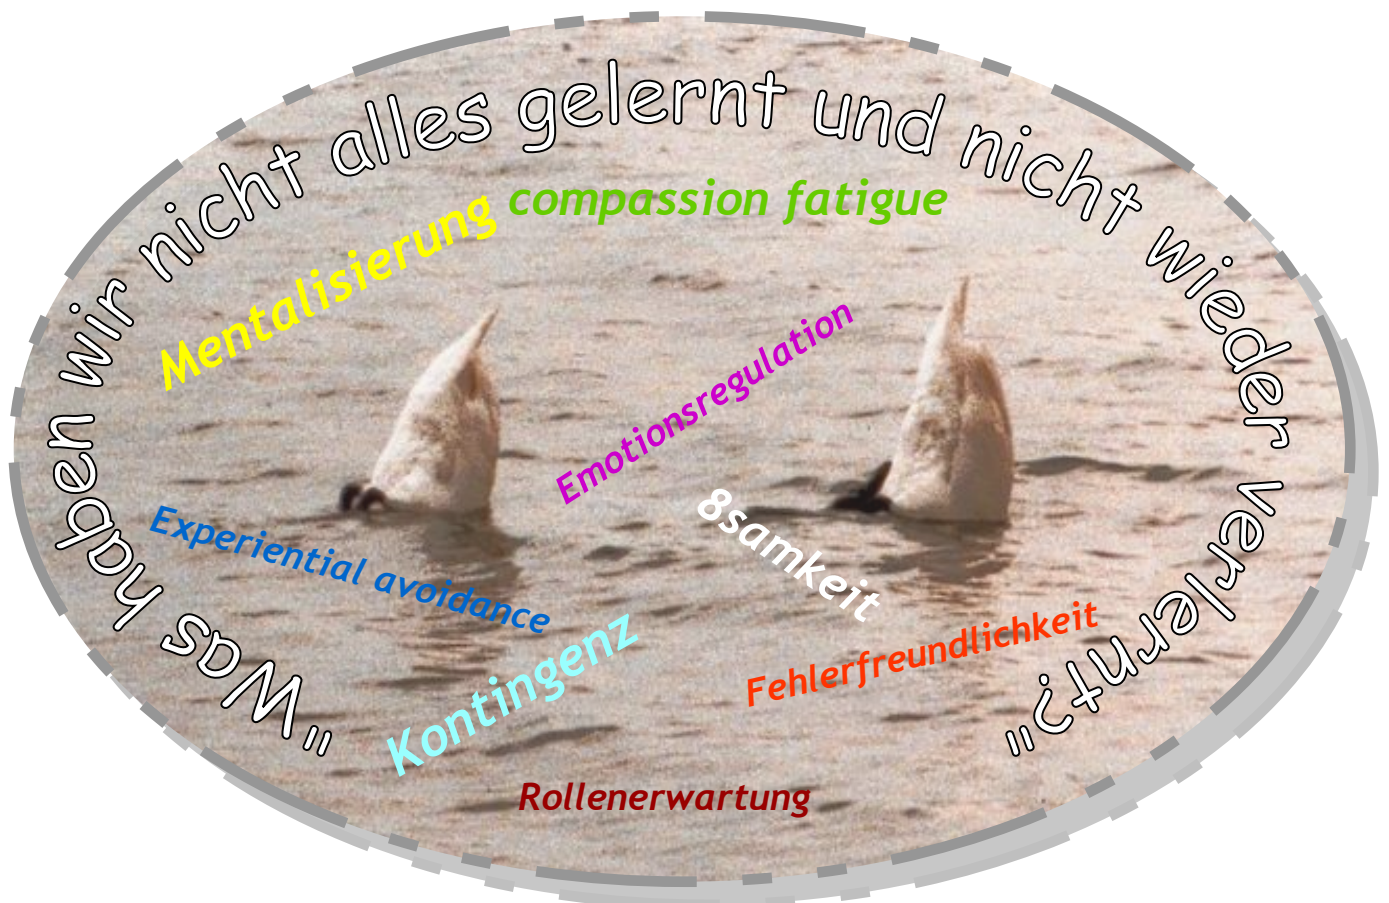 "Was haben wir nicht alles gelernt und nicht wieder verlernt?"
compassion fatigue
Mentalisierung
Emotionsregulation
8samkeit
Experiential avoidance
Kontingenz
Fehlerfreundlichkeit
Rollenerwartung